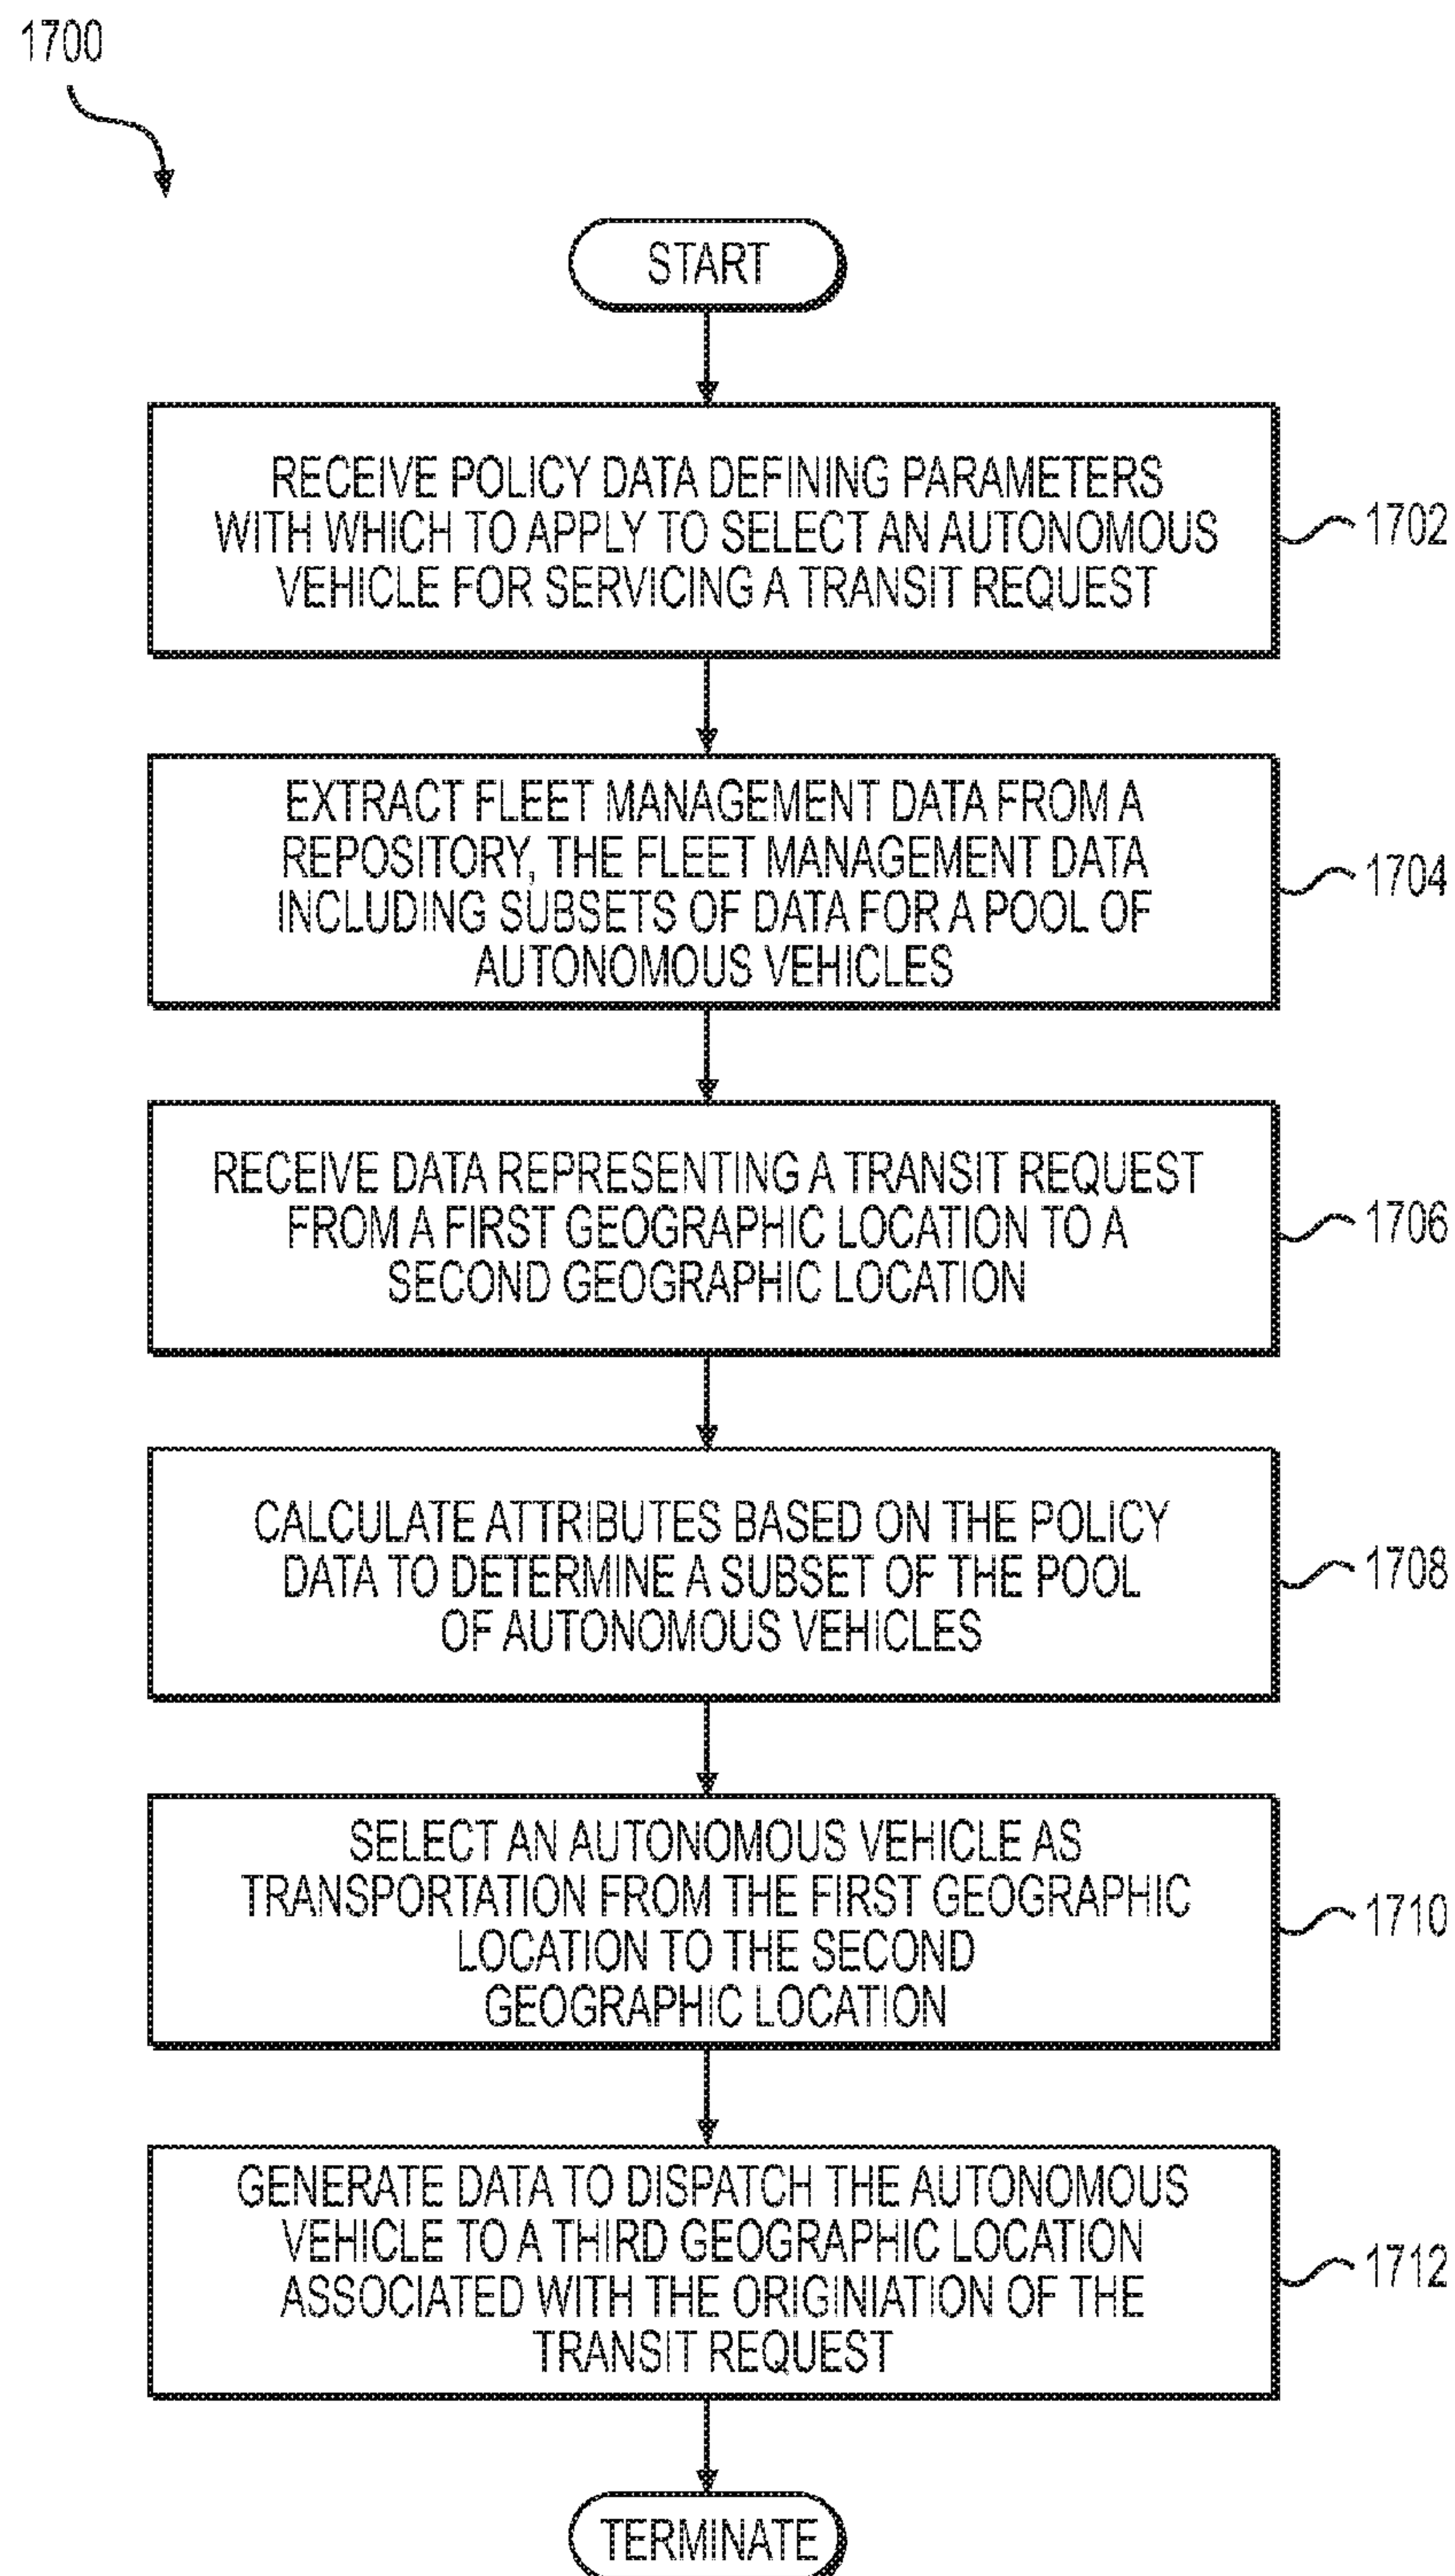 1700
START
RECEIVE POLICY DATA DEFINING PARAMETERS
WITH WHICH TO APPLY TO SELECT AN AUTONOMOUS
VEHICLE FOR SERVICING A TRANSIT REQUEST
1702
EXTRACT FLEET MANAGEMENT DATA FROM A
REPOSITORY, THE FLEET MANAGEMENT DATA
INCLUDING SUBSETS OF DATA FOR A POOL OF
AUTONOMOUS VEHICLES
1704
RECEIVE DATA REPRESENTING A TRANSIT REQUEST
FROM A FIRST GEOGRAPHIC LOCATION TO A
SECOND GEOGRAPHIC LOCATION
1706
CALCULATE ATTRIBUTES BASED ON THE POLICY
DATA TO DETERMINE A SUBSET OF THE POOL
OF AUTONOMOUS VEHICLES
1708
SELECT AN AUTONOMOUS VEHICLE AS
TRANSPORTATION FROM THE FIRST GEOGRAPHIC
LOCATION TO THE SECOND
GEOGRAPHIC LOCATION
1710
GENERATE DATA TO DISPATCH THE AUTONOMOUS
VEHICLE TO A THIRD GEOGRAPHIC LOCATION
ASSOCIATED WITH THE ORIGINIATION OF THE
TRANSIT REQUEST
1712
TERMINATE